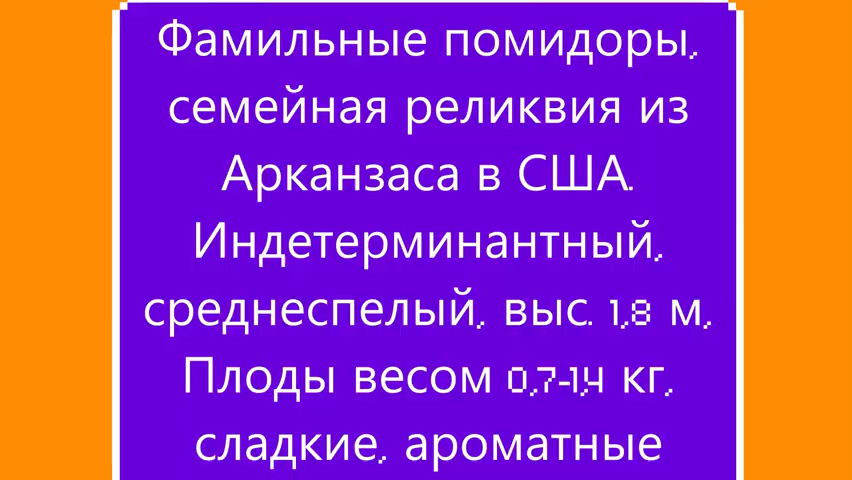 Фамильные помидоры,
семейная реликвия из
Арканзаса в США.
Индетерминантный,
среднеспелый, выс. 1,8 м,
Плоды весом 0,7-1,4 кг,
сладкие, ароматные